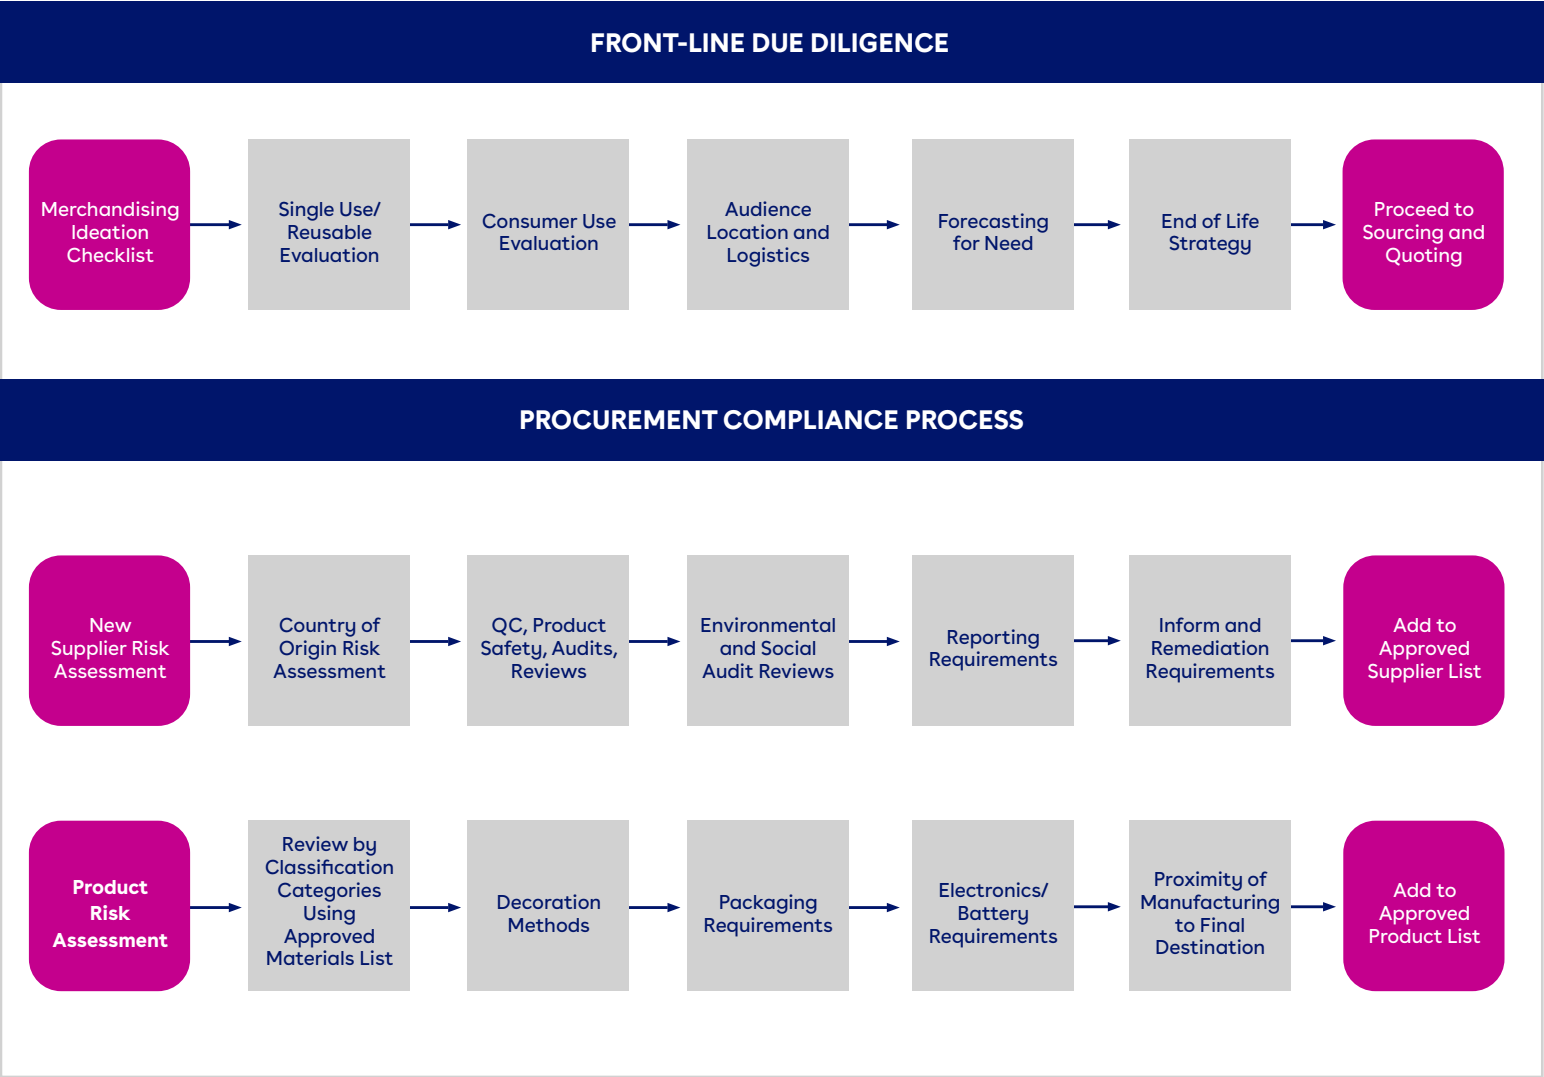 FRONT-LINE DUE DILIGENCE
Merchandising
Ideation
Checklist
Single Use/
Reusable
Evaluation
Consumer Use
Evaluation
Audience
Location and
Logistics
Forecasting
for Need
End of Life
Strategy
Proceed to
Sourcing and
Quoting
PROCUREMENT COMPLIANCE PROCESS
New
Supplier Risk
Assessment
Country of
Origin Risk
Assessment
QC, Product
Safety, Audits,
Reviews
Environmental
and Social
Audit Reviews
Reporting
Requirements
Inform and
Remediation
Requirements
Add to
Approved
Supplier List
Product
Risk
Assessment
Review by
Classification
Categories
Using
Approved
Materials List
Decoration
Methods
Packaging
Requirements
Electronics/
Battery
Requirements
Proximity of
Manufacturing
to Final
Destination
Add to
Approved
Product List